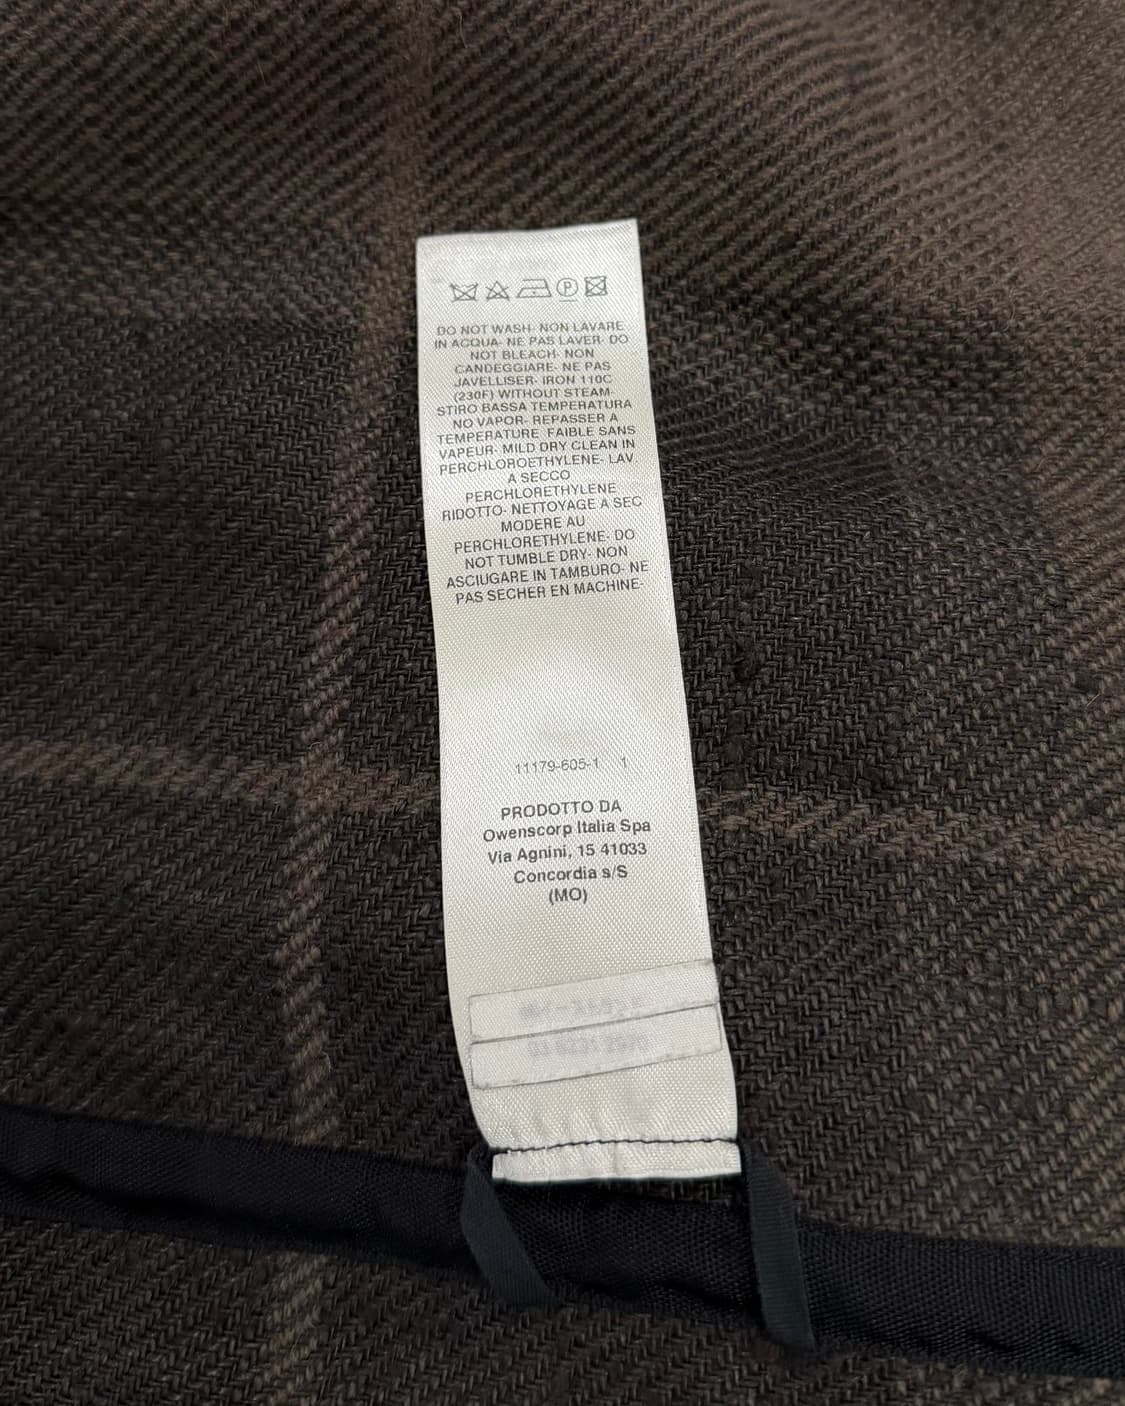 DO NOT WASH- NON LAVARE
IN ACQUA- NE PAS LAVER- DO
NOT BLEACH- NON
CANDEGGIARE- NE PAS
JAVELLISER- IRON 110C
(230F) WITHOUT STEAM-
STIRO BASSA TEMPERATURA
NO VAPOR- REPASSER A
TEMPERATURE FAIBLE SANS
VAPEUR- MILD DRY CLEAN IN
PERCHLOROETHYLENE- LAV
A SECCO
PERCHLORETHYLENE
RIDOTTO- NETTOYAGE A SEC
MODERE AU
PERCHLORETHYLENE- DO
NOT TUMBLE DRY- NON
ASCIUGARE IN TAMBURO- NE
PAS SECHER EN MACHINE-
11179-605-1 1
PRODOTTO DA
Owenscorp Italia Spa
Via Agnini, 15 41033
Concordia s/S
(MO)